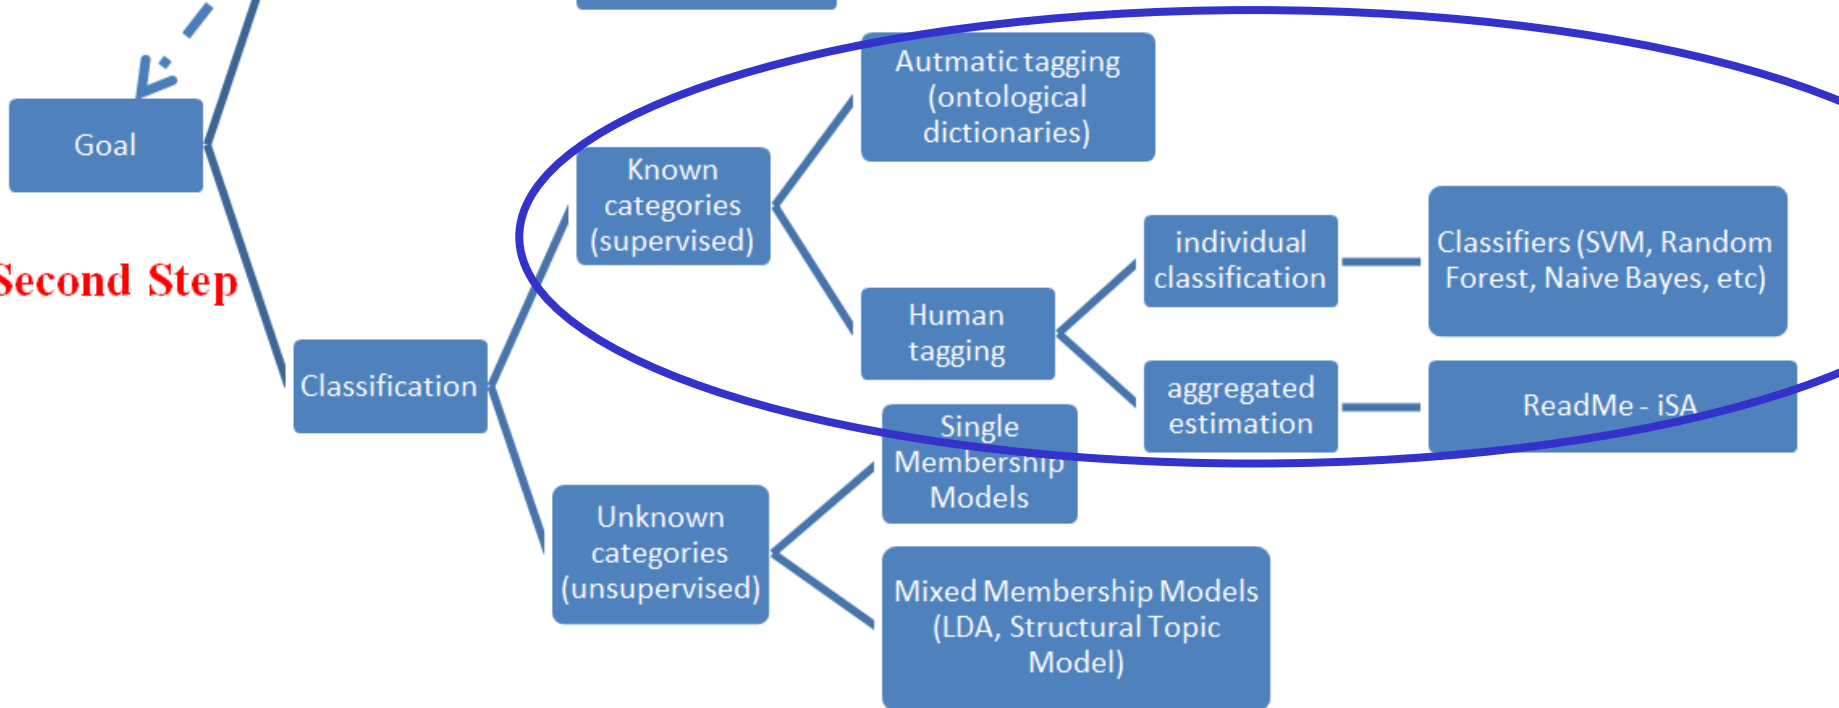 Autmatic tagging
(ontological
dictionaries)
Goal
Known
categories
(supervised)
individual
classification
Classifiers (SVM, Random
Forest, Naive Bayes, etc)
Second Step
Human
tagging
Classification
aggregated
estimation
ReadMe - iSA
Single
Membership
Models
Unknown
categories
(unsupervised)
Mixed Membership Models
(LDA, Structural Topic
Model)